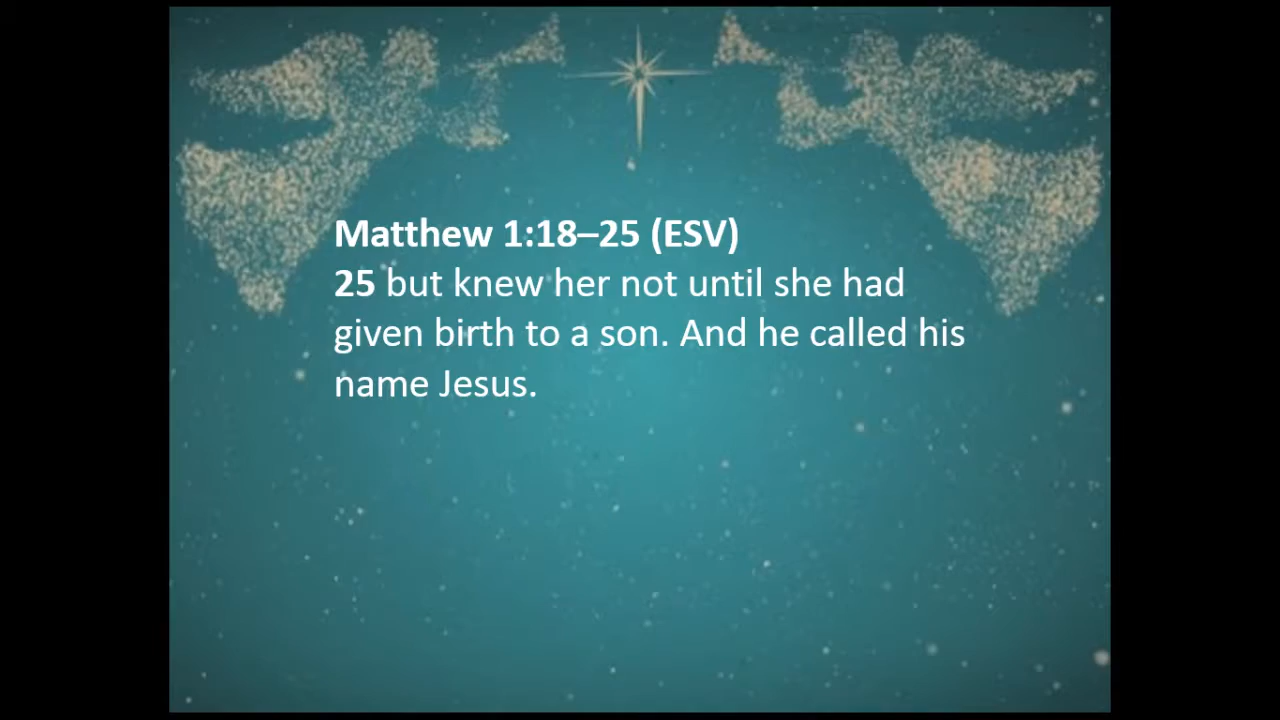 Matthew 1:18–25 (ESV)
25 but knew her not until she had
given birth to a son. And he called his
name Jesus.